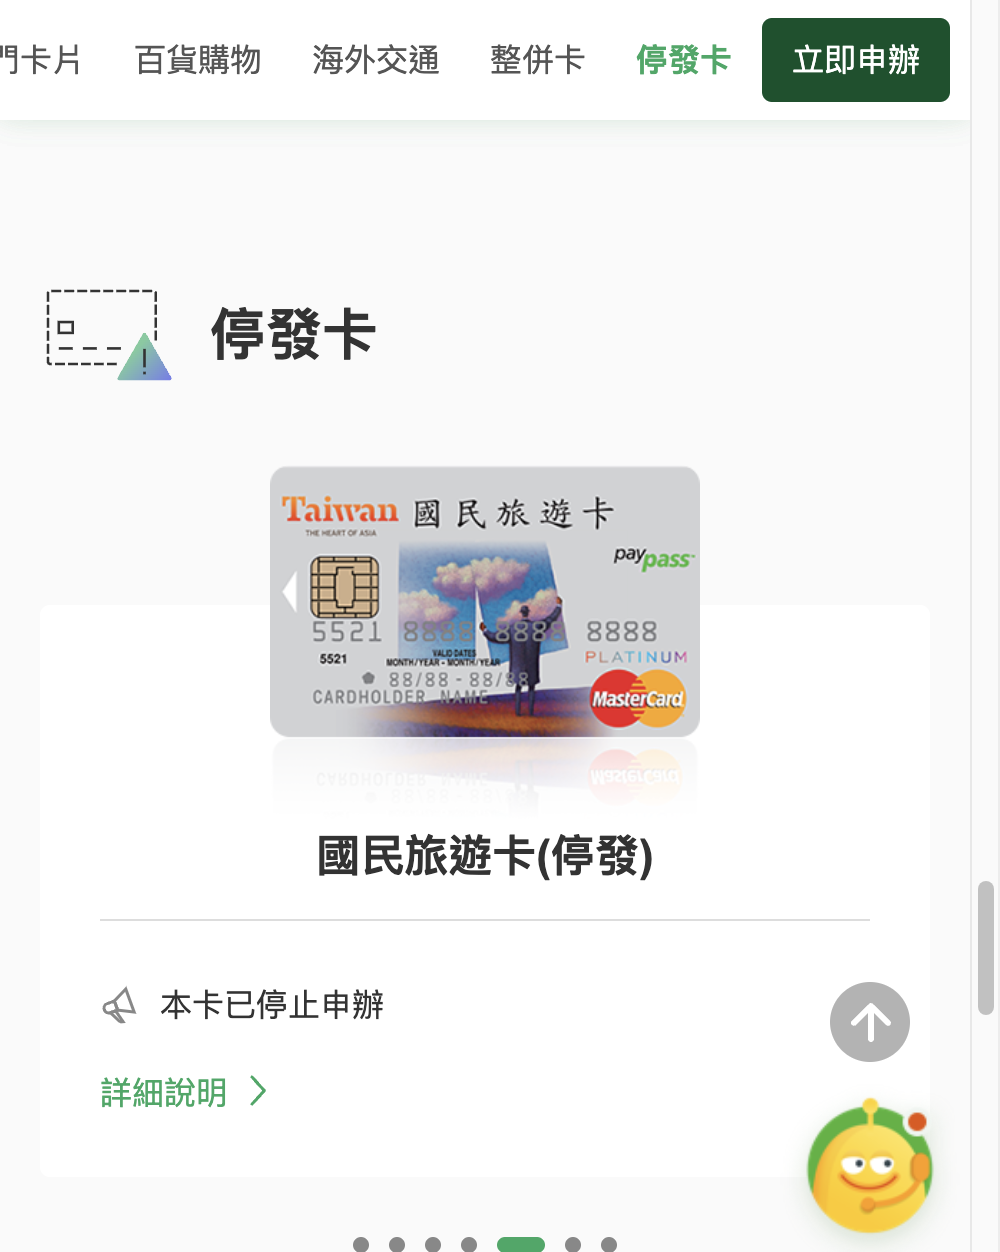 門卡片 百貨購物 海外交通 整併卡 停發卡 立即申辦
停發卡
Taiwan 國民旅遊卡
THE HEART OF ASIA
paypass
5521 8888 8888 8888
PLATINUM
5521
VALID DATES
MONTH/YEAR - MONTH/YEAR
88/88 - 88/88
CARDHOLDER NAME
MasterCard
國民旅遊卡(停發)
本卡已停止申辦
詳細說明